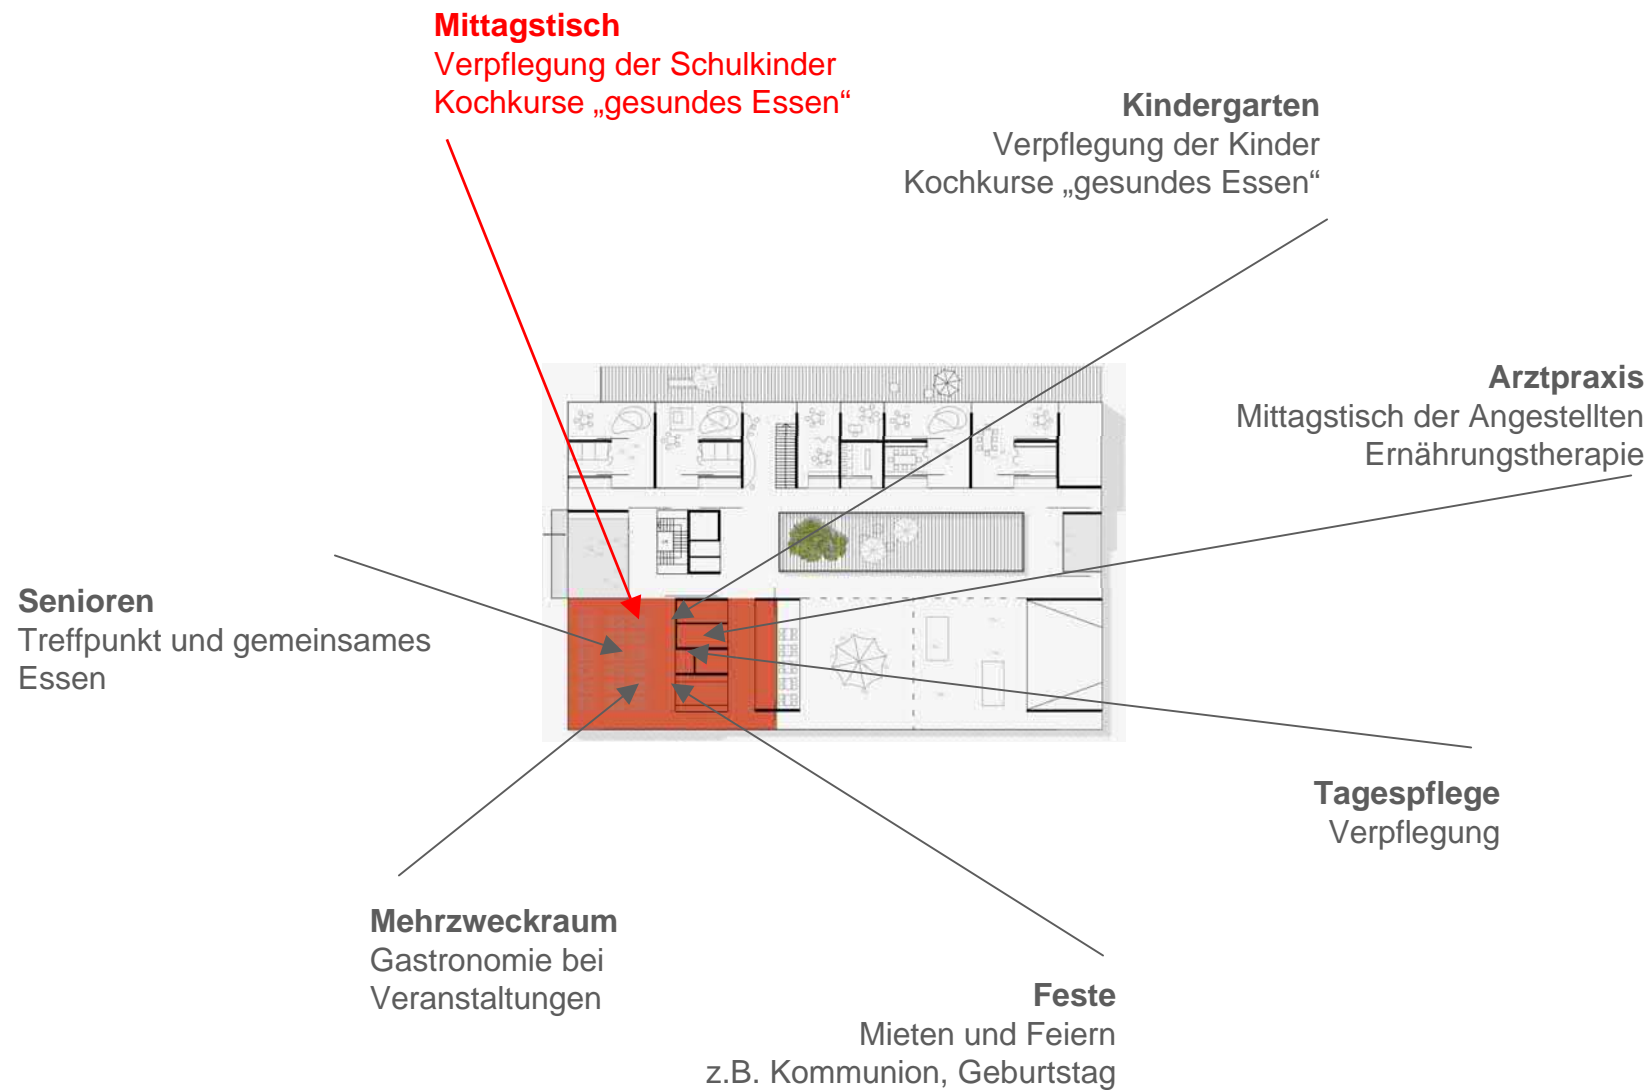 Mittagstisch
Verpflegung der Schulkinder
Kochkurse „gesundes Essen“
Kindergarten
Verpflegung der Kinder
Kochkurse „gesundes Essen“
Arztpraxis
Mittagstisch der Angestellten
Ernährungstherapie
Senioren
Treffpunkt und gemeinsames
Essen
Tagespflege
Verpflegung
Mehrzweckraum
Gastronomie bei
Veranstaltungen
Feste
Mieten und Feiern
z.B. Kommunion, Geburtstag